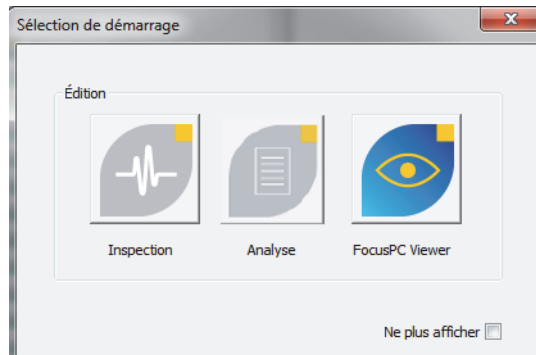 Sélection de démarrage
Édition
Inspection Analyse FocusPC Viewer
Ne plus afficher